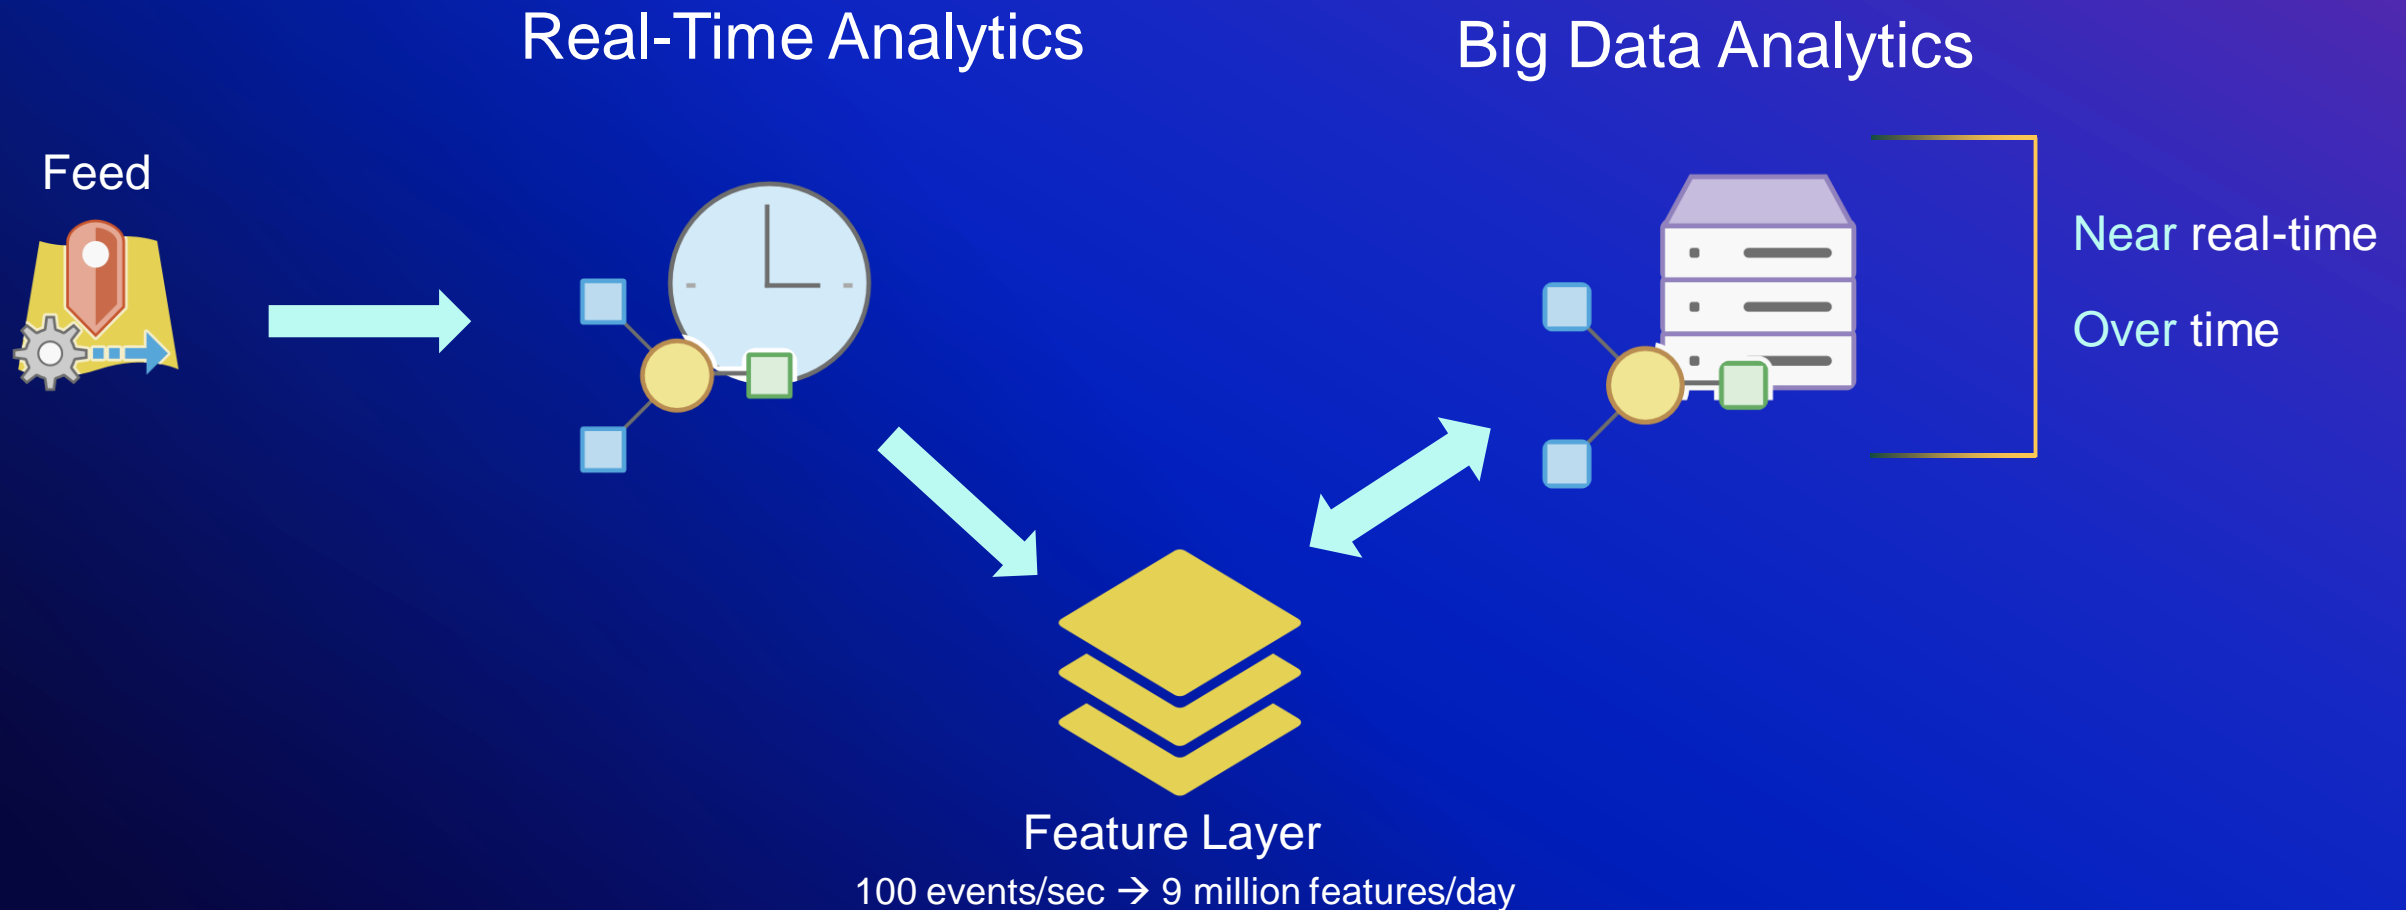 Real-Time Analytics
Big Data Analytics
Feed
Near real-time
Over time
Feature Layer
100 events/sec → 9 million features/day